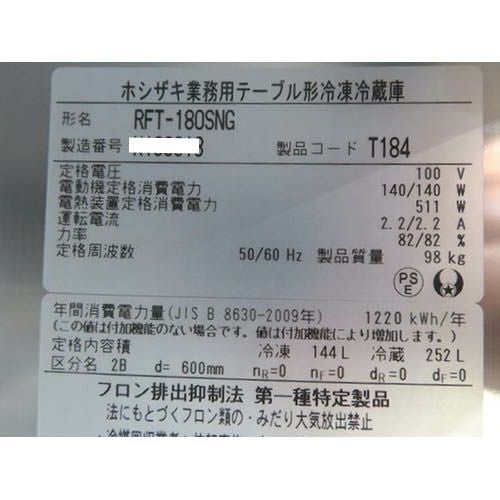 ホシザキ業務用テーブル形冷凍冷蔵庫
形名 RFT-180SNG
製造番号
製品コード T184
定格電圧 100 V
電動機定格消費電力 140/140 W
電熱装置定格消費電力 511 W
運転電流 2.2/2.2 A
力率 82/82 %
定格周波数 50/60 Hz 製品質量 98 kg
PS E
年間消費電力量(JIS B 8630-2009年) 1220 kWh/年
(この値は付加機能のない場合です。値は付加機能により増加します。)
定格内容積 冷凍 144 L 冷蔵 252 L
区分名 2B d= 600mm nR=0 nF=0 dR=0 dF=0
フロン排出抑制法 第一種特定製品
法にもとづくフロン類の・みだり大気放出禁止